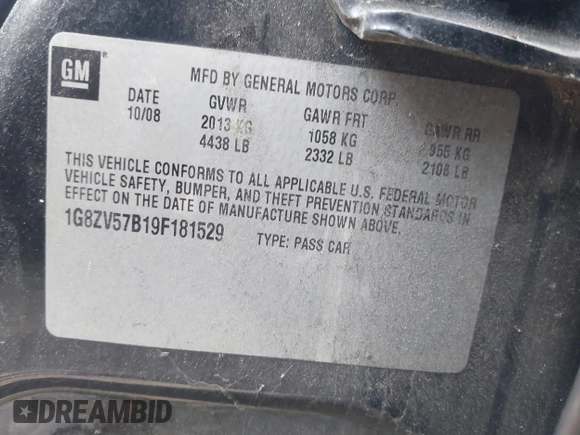 GM
MFD BY GENERAL MOTORS CORP
DATE GVWR GAWR FRT GAWR RR
10/08 2013 KG 1058 KG 955 KG
4438 LB 2332 LB 2106 LB
THIS VEHICLE CONFORMS TO ALL APPLICABLE U.S. FEDERAL MOTOR
VEHICLE SAFETY, BUMPER, AND THEFT PREVENTION STANDARDS IN
EFFECT ON THE DATE OF MANUFACTURE SHOWN ABOVE.
1G8ZV57B19F181529 TYPE: PASS CAR
DREAMBID